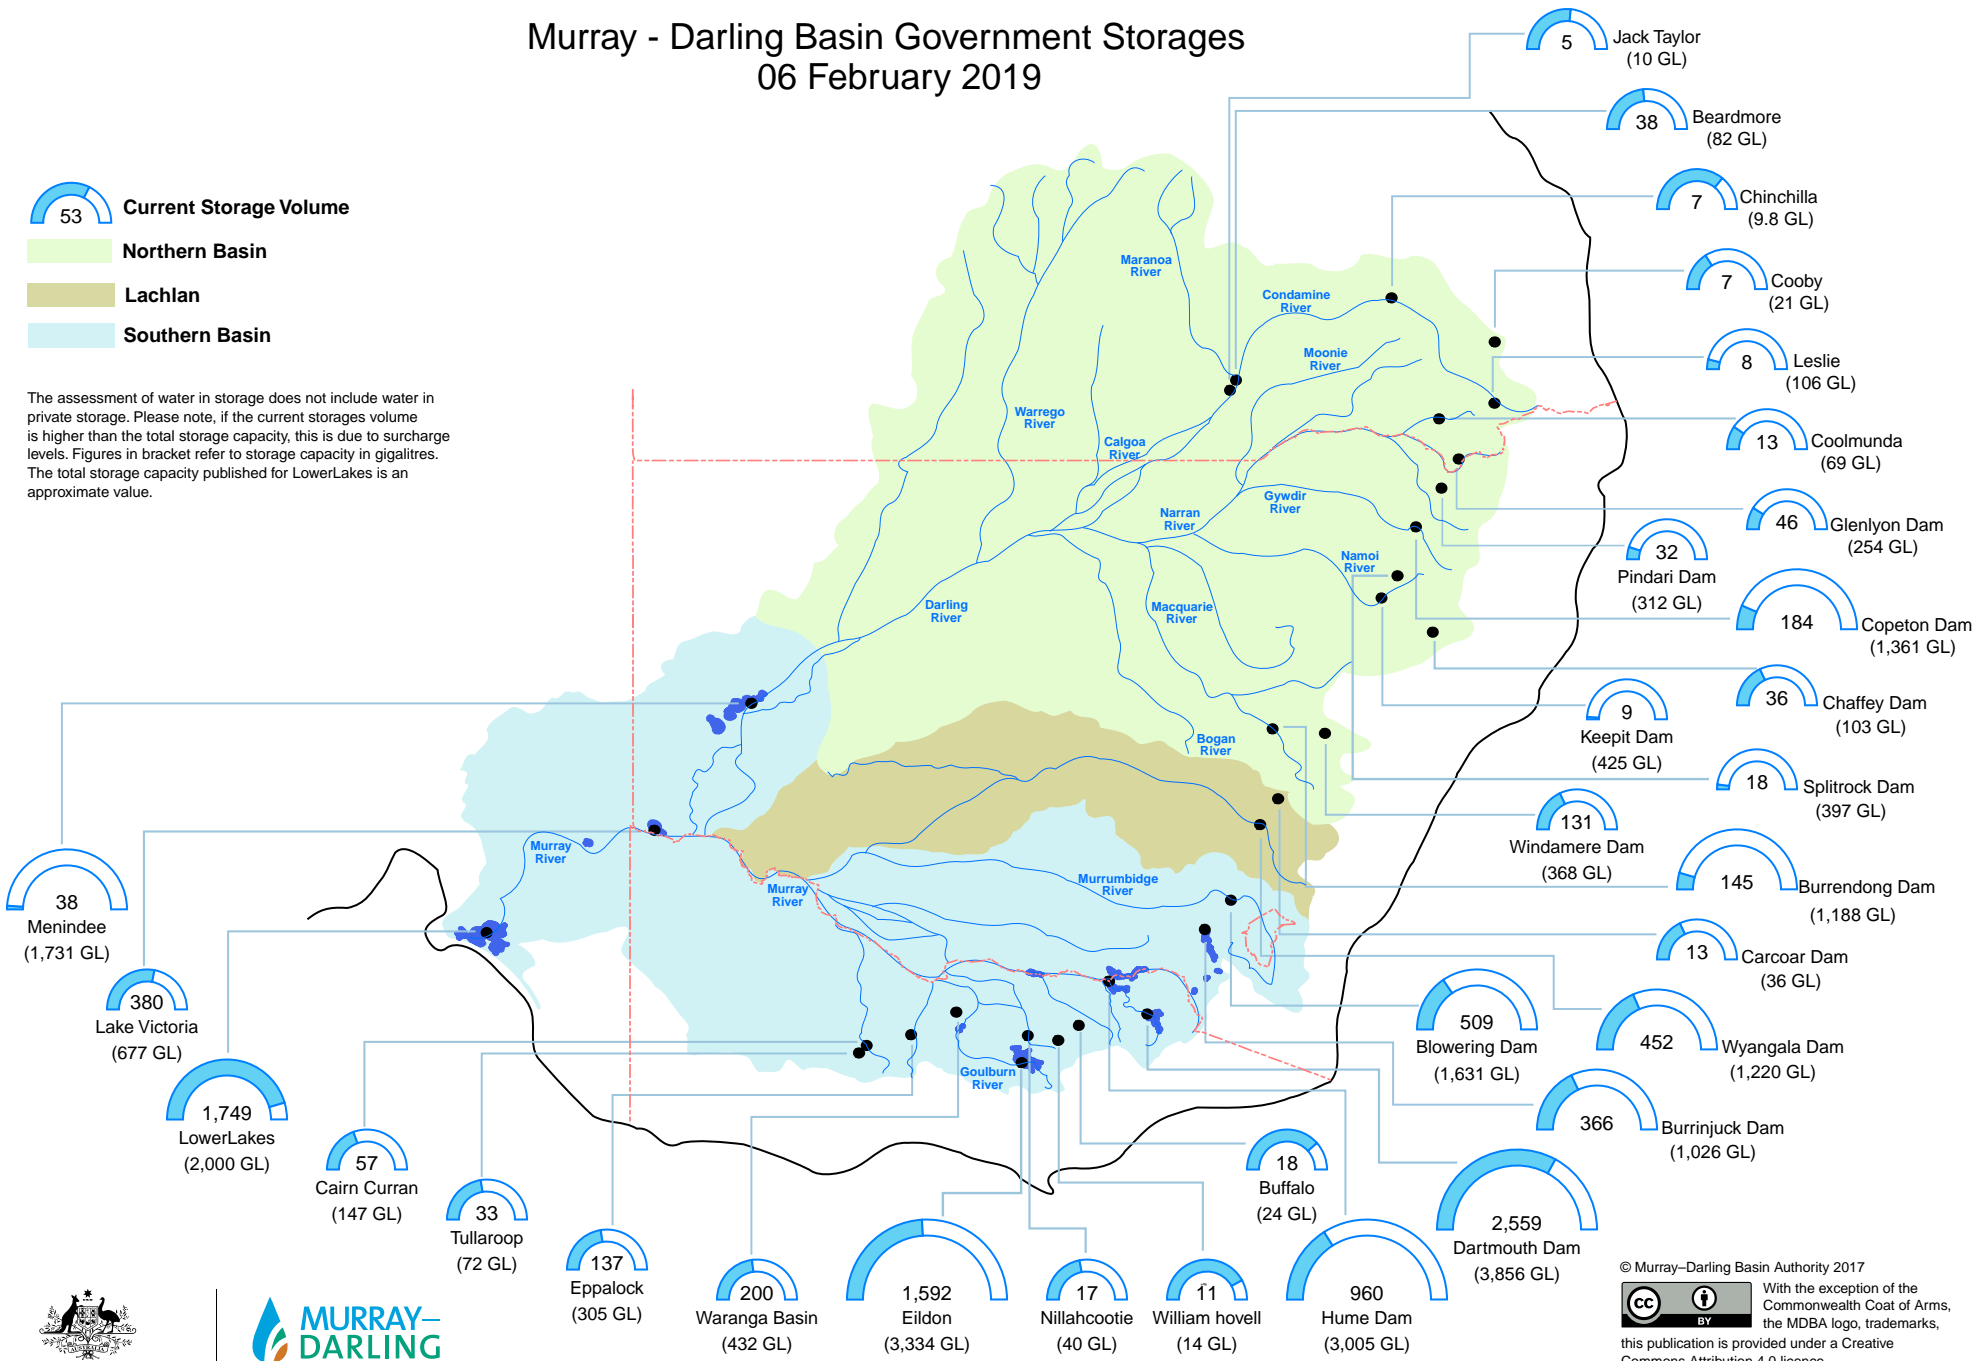 Murray - Darling Basin Government Storages
06 February 2019
53
Current Storage Volume
Northern Basin
Lachlan
Southern Basin
The assessment of water in storage does not include water in
private storage. Please note, if the current storages volume
is higher than the total storage capacity, this is due to surcharge
levels. Figures in bracket refer to storage capacity in gigalitres.
The total storage capacity published for LowerLakes is an
approximate value.
5
Jack Taylor
(10 GL)
38
Beardmore
(82 GL)
7
Chinchilla
(9.8 GL)
7
Cooby
(21 GL)
8
Leslie
(106 GL)
13
Coolmunda
(69 GL)
46
Glenlyon Dam
(254 GL)
32
Pindari Dam
(312 GL)
184
Copeton Dam
(1,361 GL)
36
Chaffey Dam
(103 GL)
9
Keepit Dam
(425 GL)
18
Splitrock Dam
(397 GL)
131
Windamere Dam
(368 GL)
145
Burrendong Dam
(1,188 GL)
13
Carcoar Dam
(36 GL)
509
Blowering Dam
(1,631 GL)
452
Wyangala Dam
(1,220 GL)
366
Burrinjuck Dam
(1,026 GL)
2,559
Dartmouth Dam
(3,856 GL)
Maranoa
River
Condamine
River
Moonie
River
Warrego
River
Calgoa
River
Gywdir
River
Narran
River
Namoi
River
Darling
River
Macquarie
River
Bogan
River
Murray
River
Murray
River
Murrumbidge
River
Goulburn
River
38
Menindee
(1,731 GL)
380
Lake Victoria
(677 GL)
1,749
LowerLakes
(2,000 GL)
57
Cairn Curran
(147 GL)
33
Tullaroop
(72 GL)
137
Eppalock
(305 GL)
200
Waranga Basin
(432 GL)
1,592
Eildon
(3,334 GL)
17
Nillahcootie
(40 GL)
11
William hovell
(14 GL)
18
Buffalo
(24 GL)
960
Hume Dam
(3,005 GL)
AUSTRALIA
MURRAY–
DARLING
© Murray–Darling Basin Authority 2017
cc
BY
With the exception of the
Commonwealth Coat of Arms,
the MDBA logo, trademarks,
this publication is provided under a Creative
Commons Attribution 4.0 licence